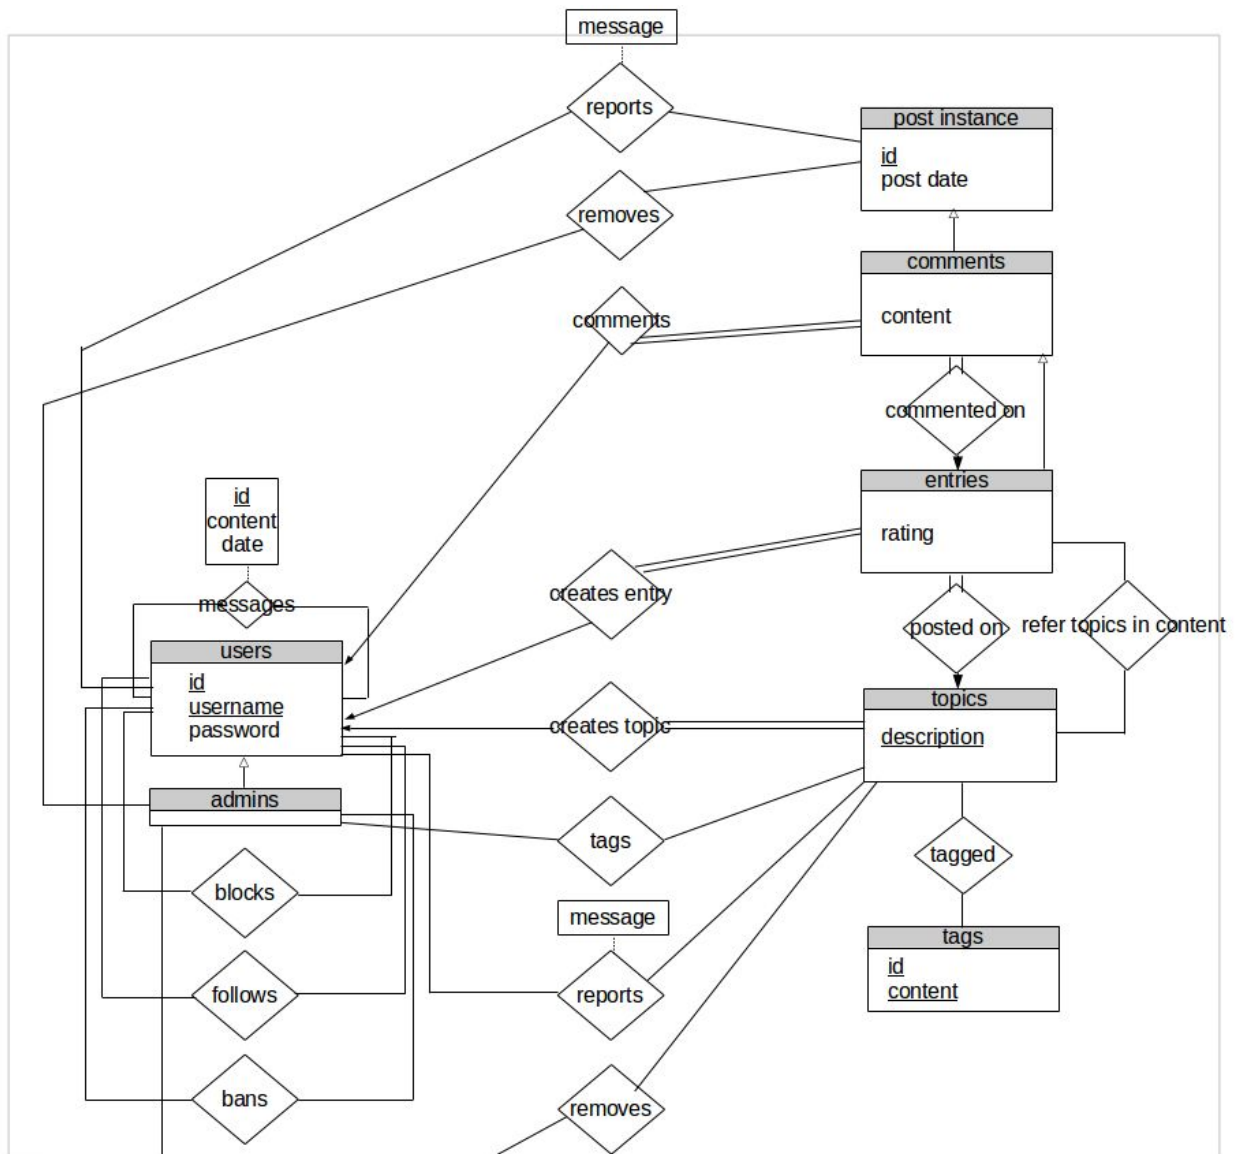 message
reports
post instance
id
post date
removes
comments
content
comments
commented on
entries
rating
id
content
date
messages
creates entry
posted on
refer topics in content
users
id
username
password
topics
description
creates topic
admins
tags
tagged
blocks
message
tags
id
content
follows
reports
bans
removes